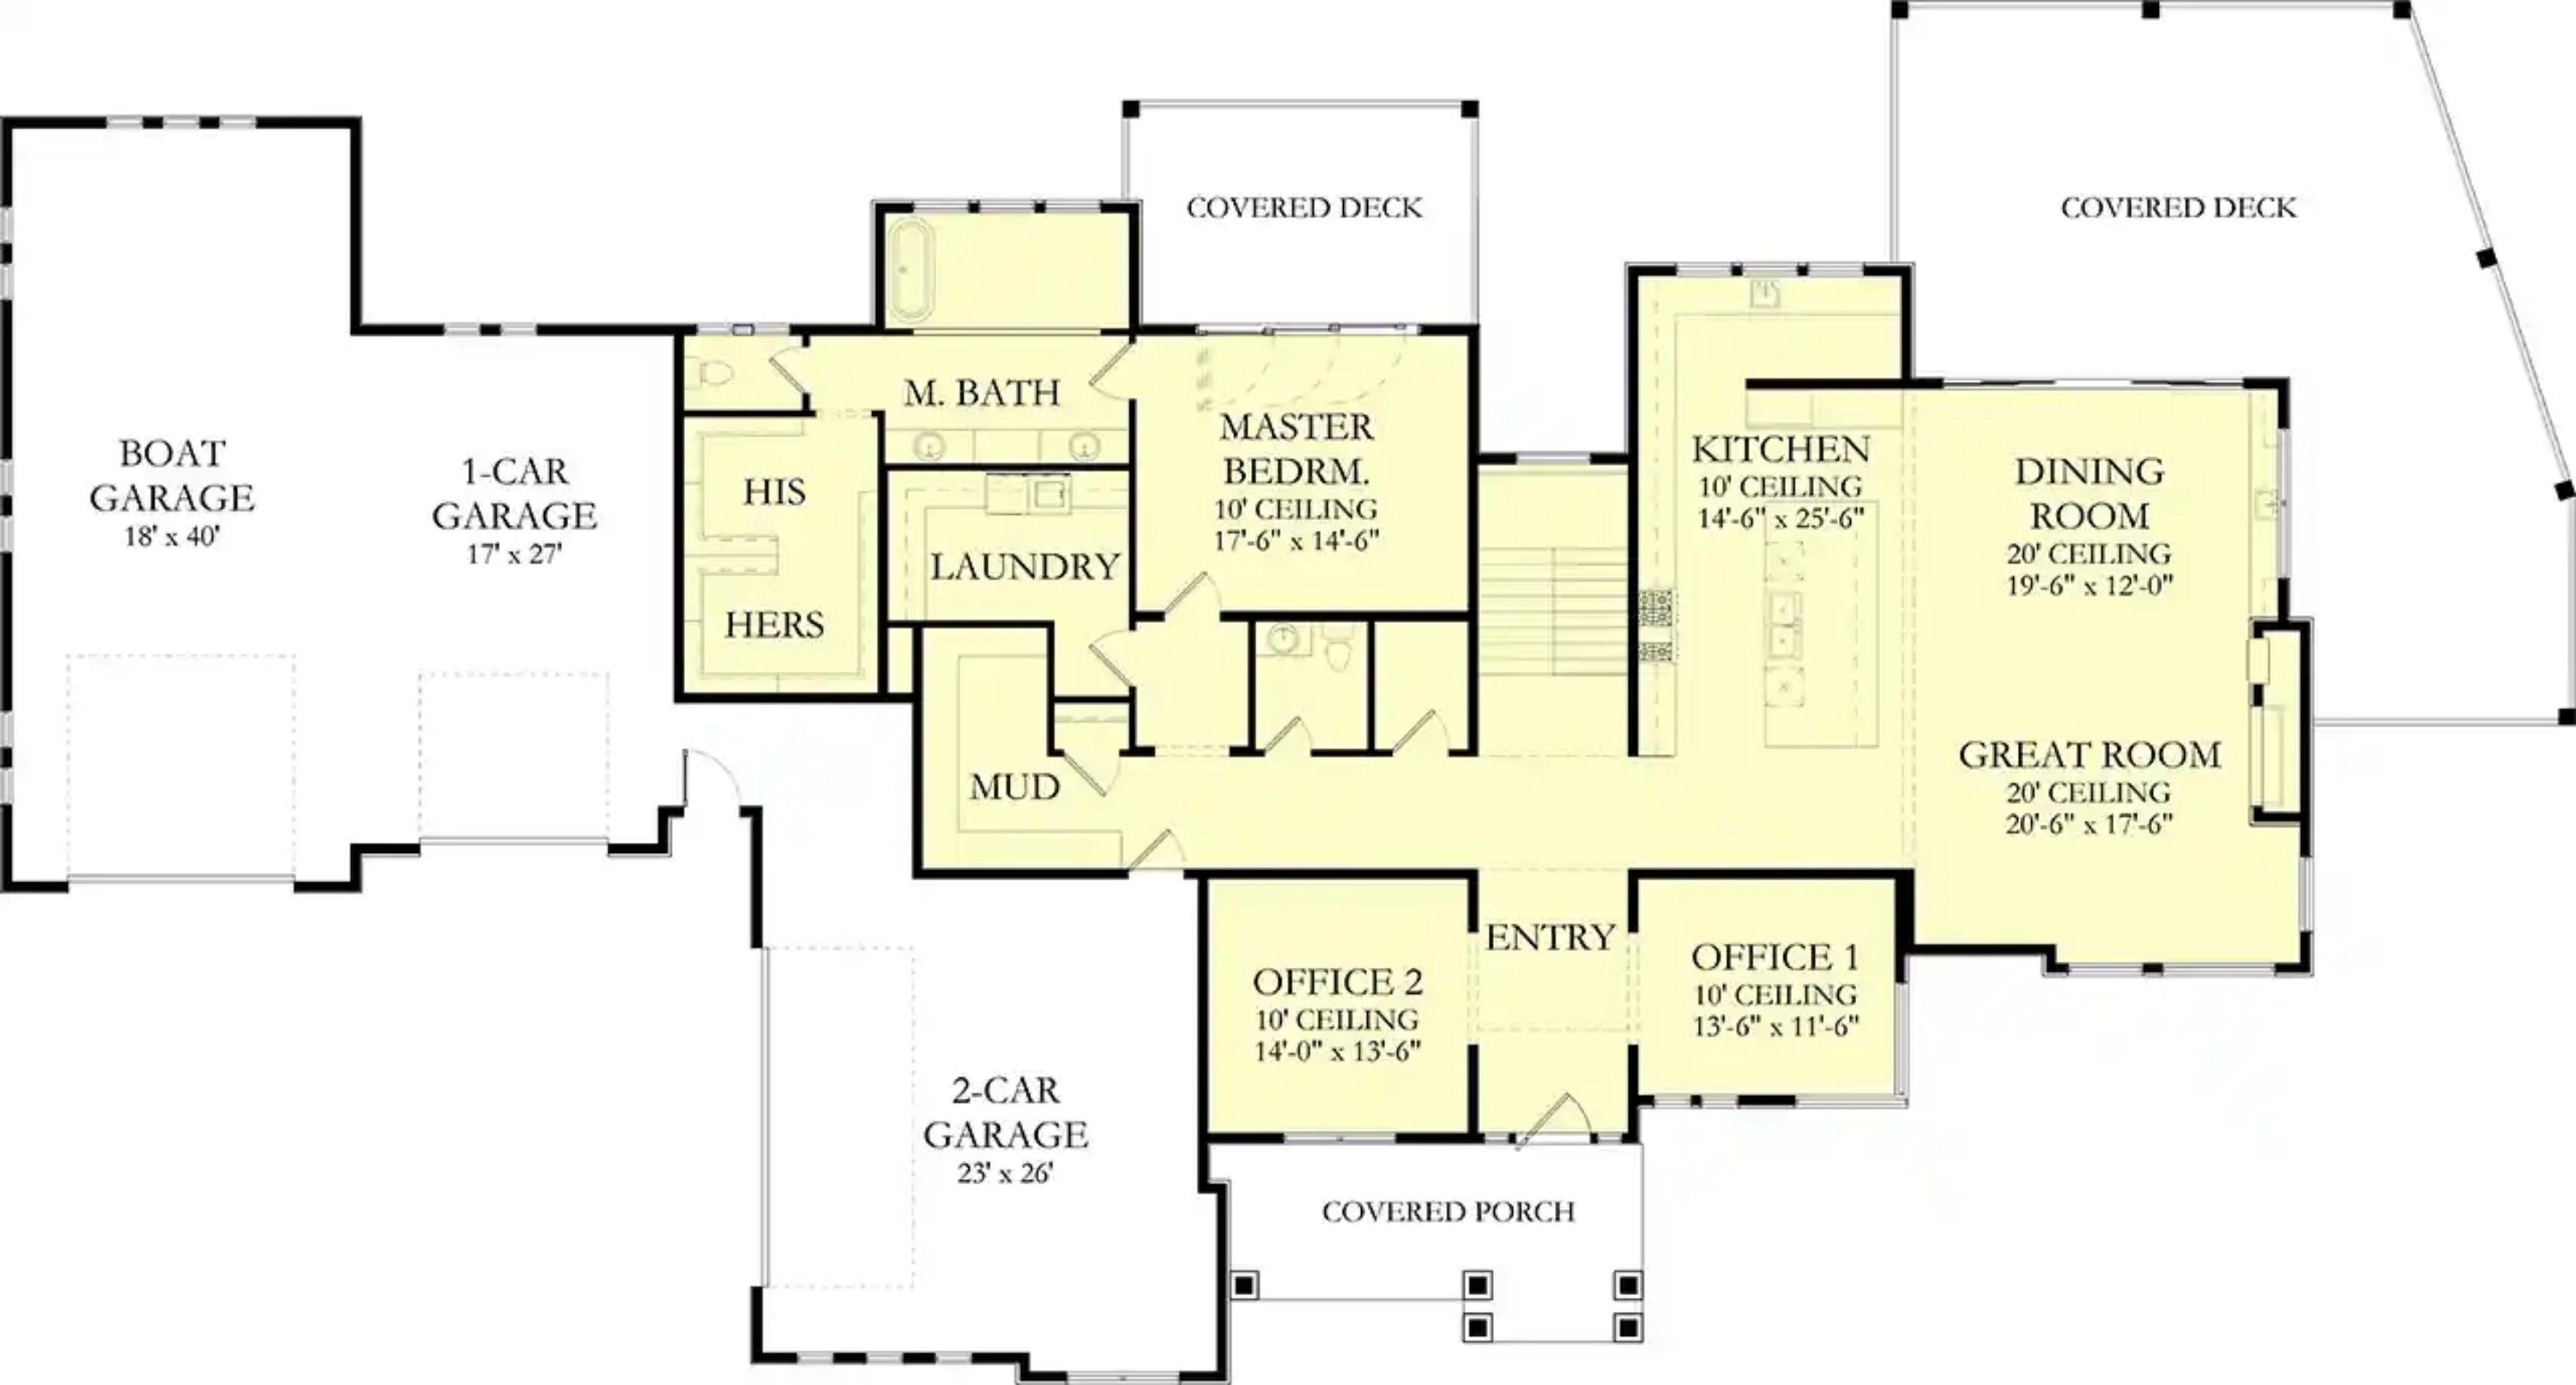 COVERED DECK
COVERED DECK
BOAT
GARAGE
18' x 40'
1-CAR
GARAGE
17' x 27'
M. BATH
HIS
HERS
LAUNDRY
MASTER
BEDRM.
10' CEILING
17'-6" x 14'-6"
KITCHEN
10' CEILING
14'-6" x 25'-6"
DINING
ROOM
20' CEILING
19'-6" x 12'-0"
MUD
GREAT ROOM
20' CEILING
20'-6" x 17'-6"
ENTRY
OFFICE 2
10' CEILING
14'-0" x 13'-6"
OFFICE 1
10' CEILING
13'-6" x 11'-6"
2-CAR
GARAGE
23' x 26'
COVERED PORCH